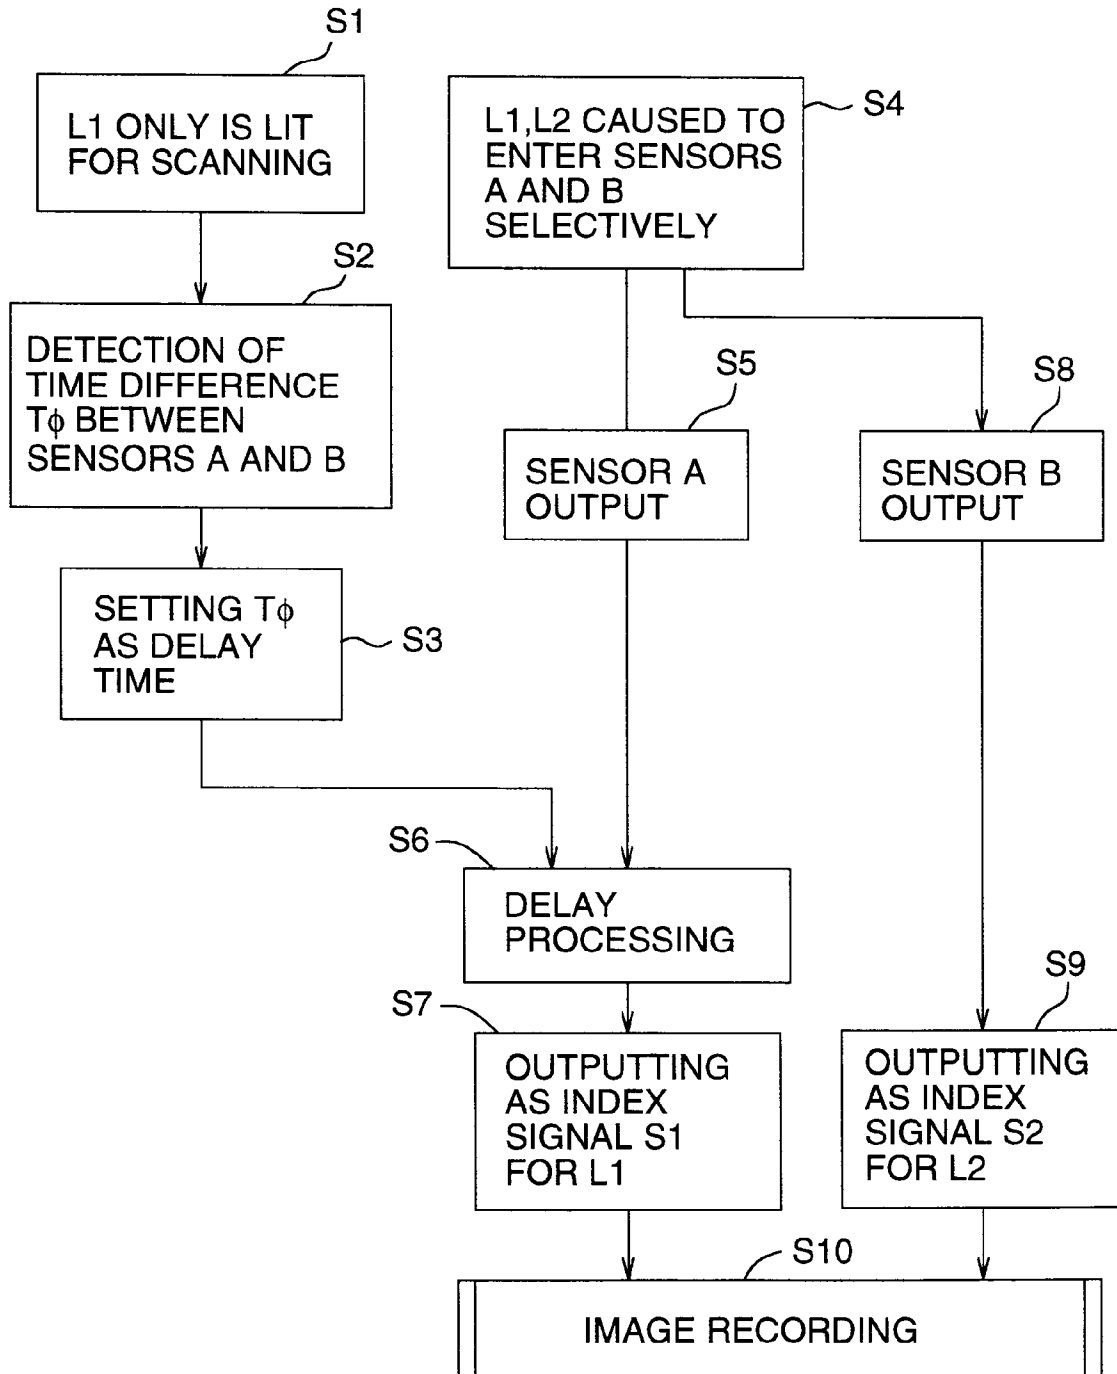 S1
L1 ONLY IS LIT
FOR SCANNING
S2
DETECTION OF
TIME DIFFERENCE
Tϕ BETWEEN
SENSORS A AND B
SETTING Tϕ
AS DELAY
TIME
S3
S4
L1,L2 CAUSED TO
ENTER SENSORS
A AND B
SELECTIVELY
S5
SENSOR A
OUTPUT
S8
SENSOR B
OUTPUT
S6
DELAY
PROCESSING
S7
OUTPUTTING
AS INDEX
SIGNAL S1
FOR L1
S9
OUTPUTTING
AS INDEX
SIGNAL S2
FOR L2
S10
IMAGE RECORDING